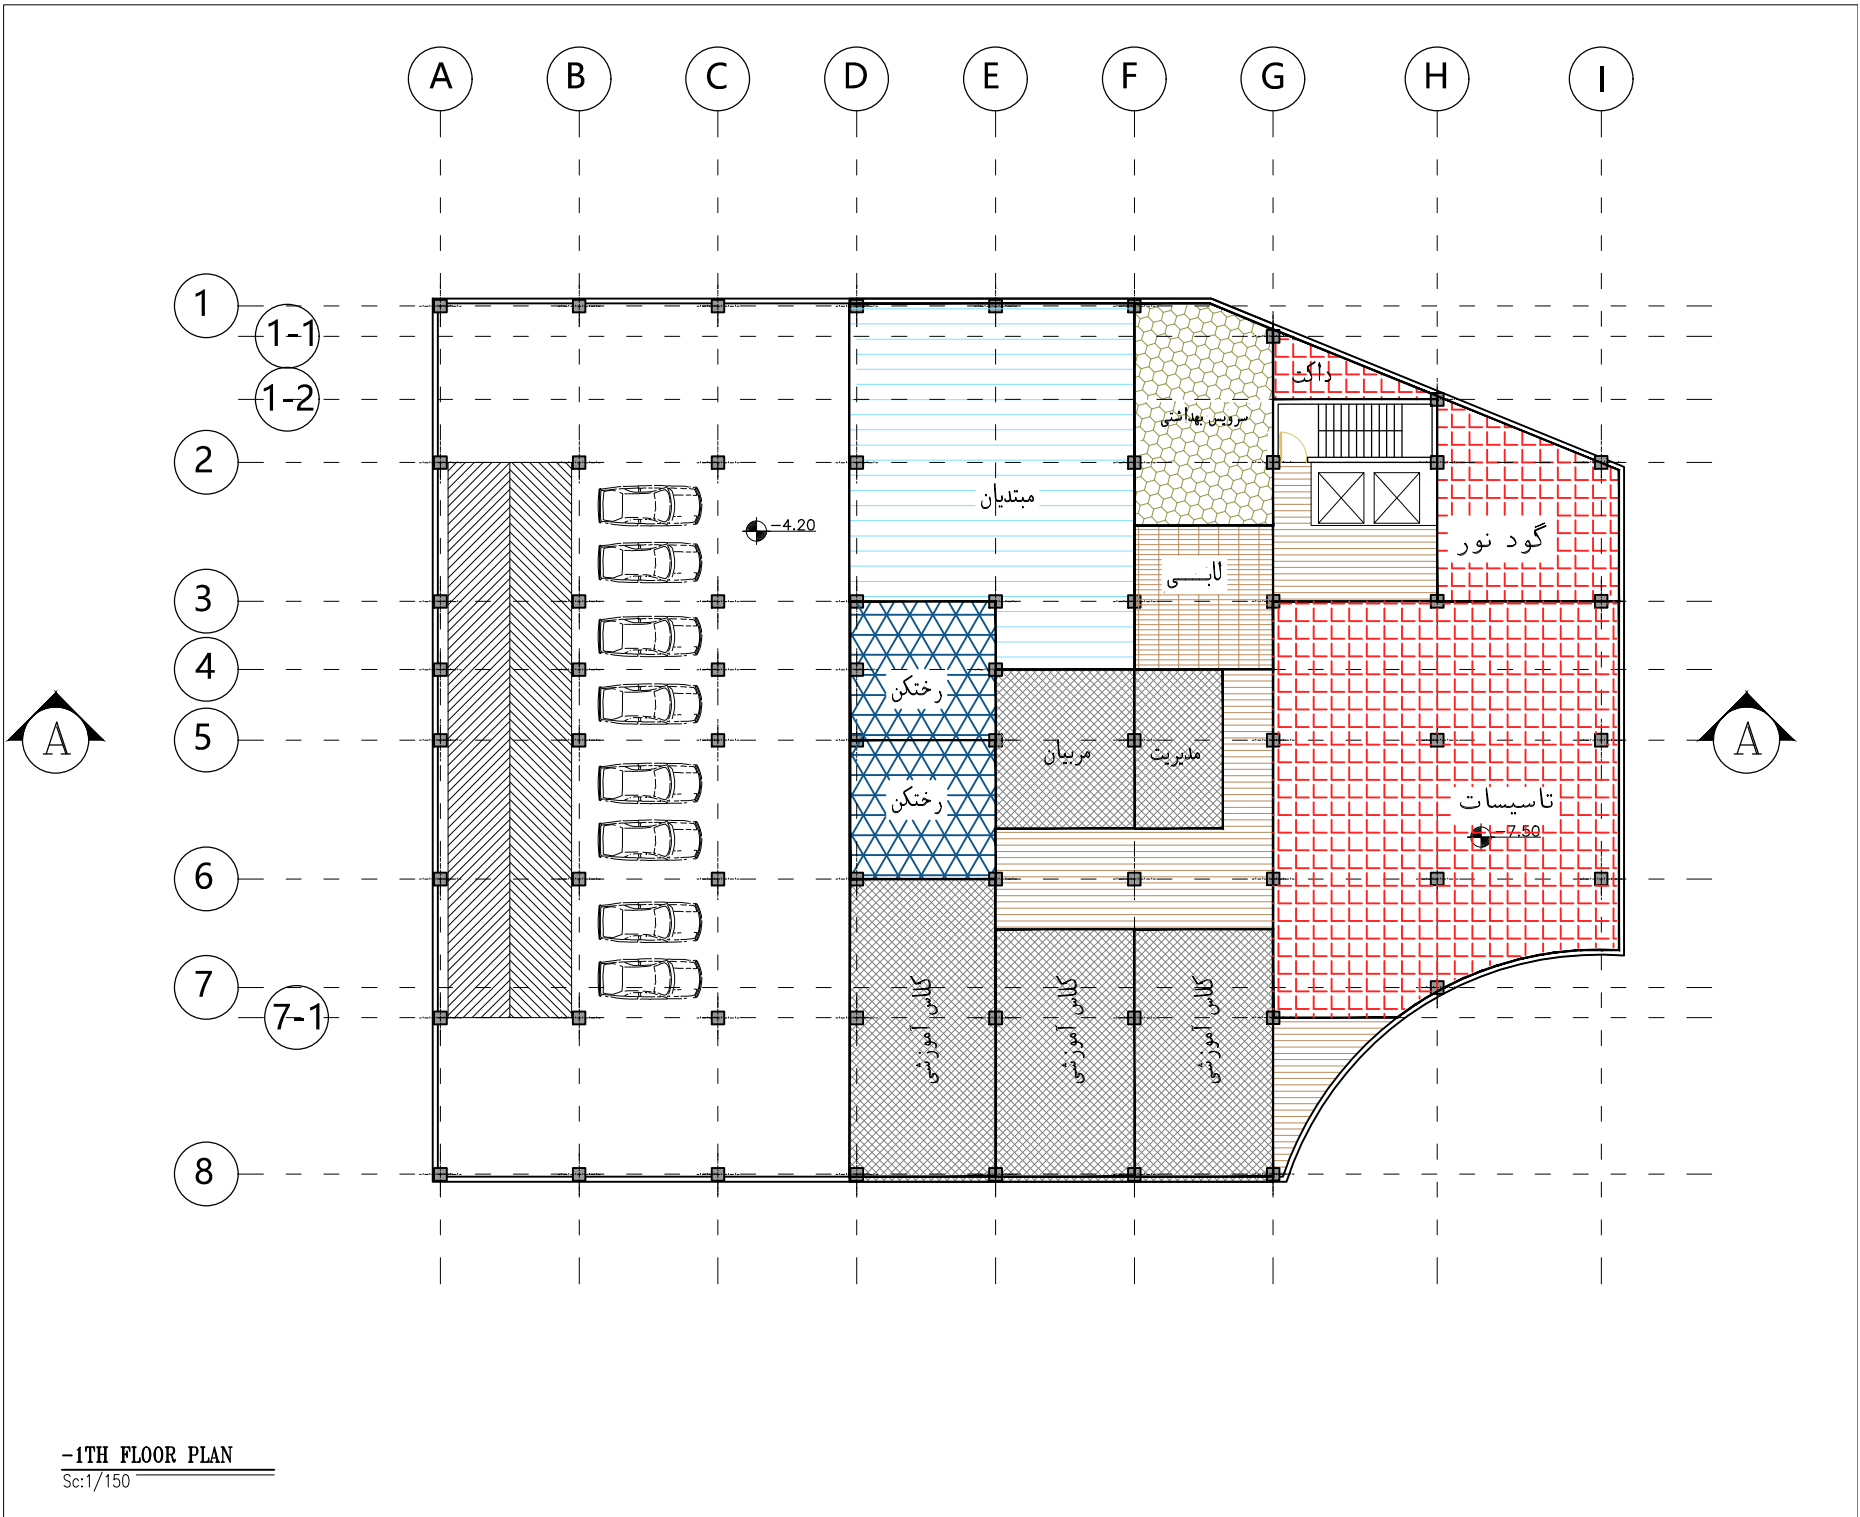 A B C D E F G H I
1
1-1
1-2
2
3
4
5
6
7
7-1
8
داکت
سرویس بهداشتی
مبتدیان
-4.20
گود نور
لابی
رختکن
مربیان
مدیریت
رختکن
تاسیسات
-7.50
A
A
کلاس آموزشی
کلاس آموزشی
کلاس آموزشی
-1TH FLOOR PLAN
Sc:1/150